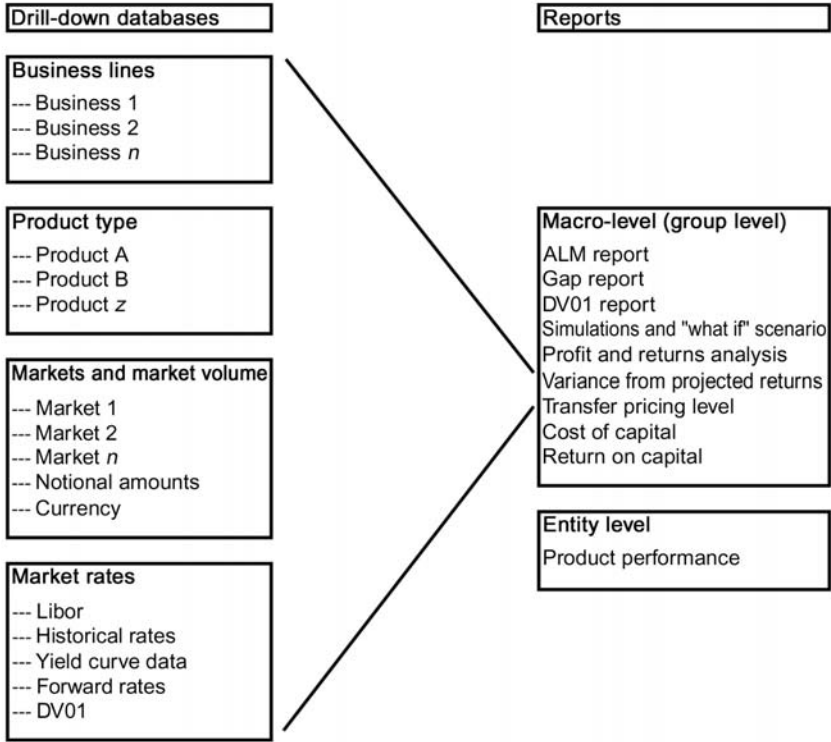 Drill-down databases
Business lines
--- Business 1
--- Business 2
--- Business n
Product type
--- Product A
--- Product B
--- Product z
Markets and market volume
--- Market 1
--- Market 2
--- Market n
--- Notional amounts
--- Currency
Market rates
--- Libor
--- Historical rates
--- Yield curve data
--- Forward rates
--- DV01
Reports
Macro-level (group level)
ALM report
Gap report
DV01 report
Simulations and "what if" scenario
Profit and returns analysis
Variance from projected returns
Transfer pricing level
Cost of capital
Return on capital
Entity level
Product performance